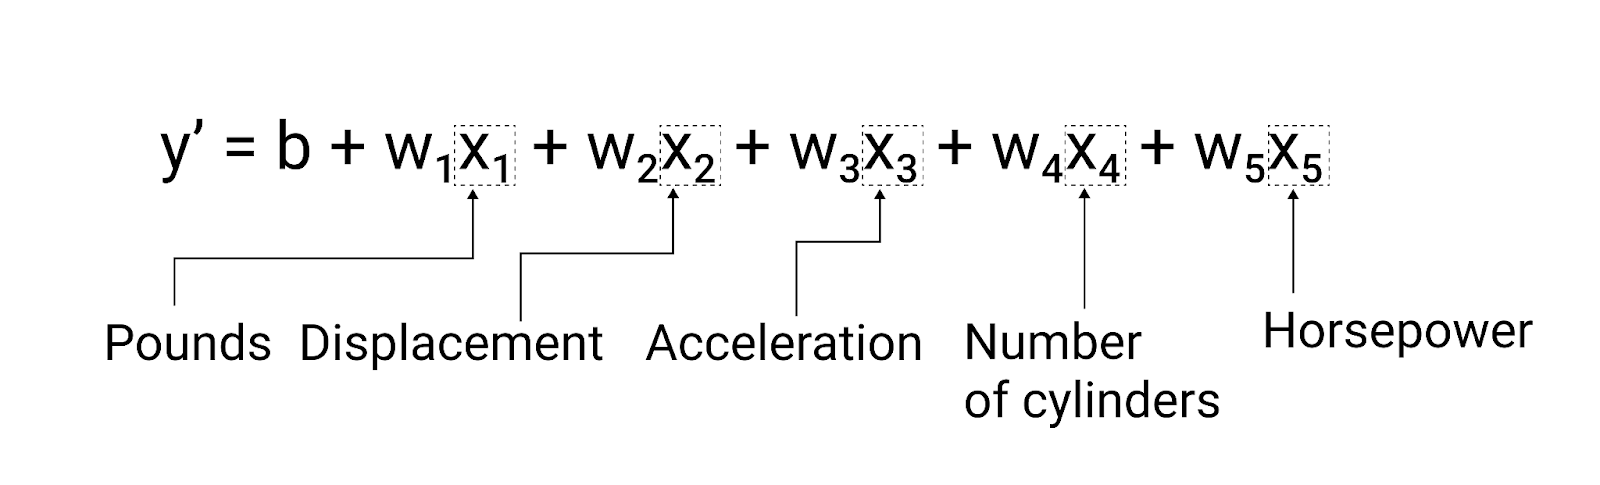 y’ = b + w₁x₁ + w₂x₂ + w₃x₃ + w₄x₄ + w₅x₅
Pounds Displacement Acceleration Number of cylinders Horsepower